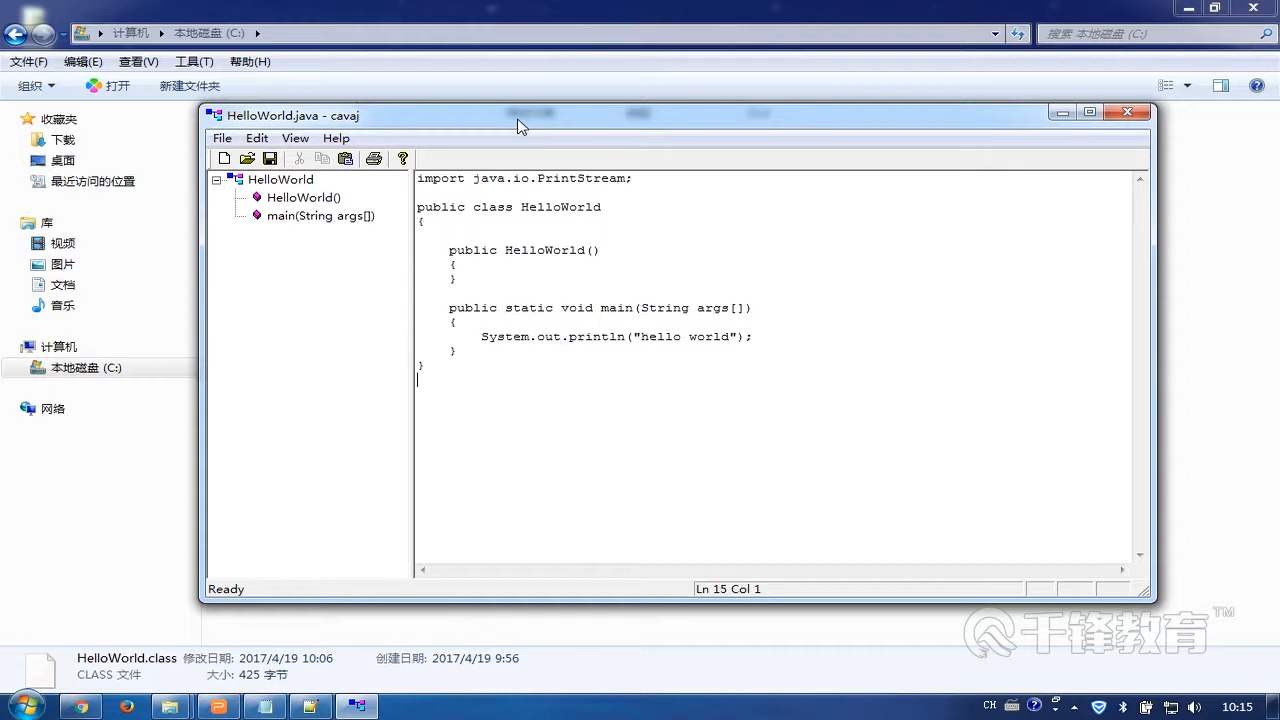 计算机 本地磁盘 (C:)
搜索 本地磁盘 (C:)
文件(F) 编辑(E) 查看(V) 工具(T) 帮助(H)
组织 打开 新建文件夹
收藏夹
下载
桌面
最近访问的位置
库
视频
图片
文档
音乐
计算机
本地磁盘 (C:)
网络
HelloWorld.java - cavaj
File Edit View Help
HelloWorld
HelloWorld()
main(String args[])
import java.io.PrintStream;
public class HelloWorld
{
public HelloWorld()
{
}
public static void main(String args[])
{
System.out.println("hello world");
}
}
Ready
Ln 15 Col 1
千锋教育™
HelloWorld.class 修改日期: 2017/4/19 10:06 创建日期: 2017/4/19 9:56
CLASS 文件 大小: 425 字节
CH 10:15